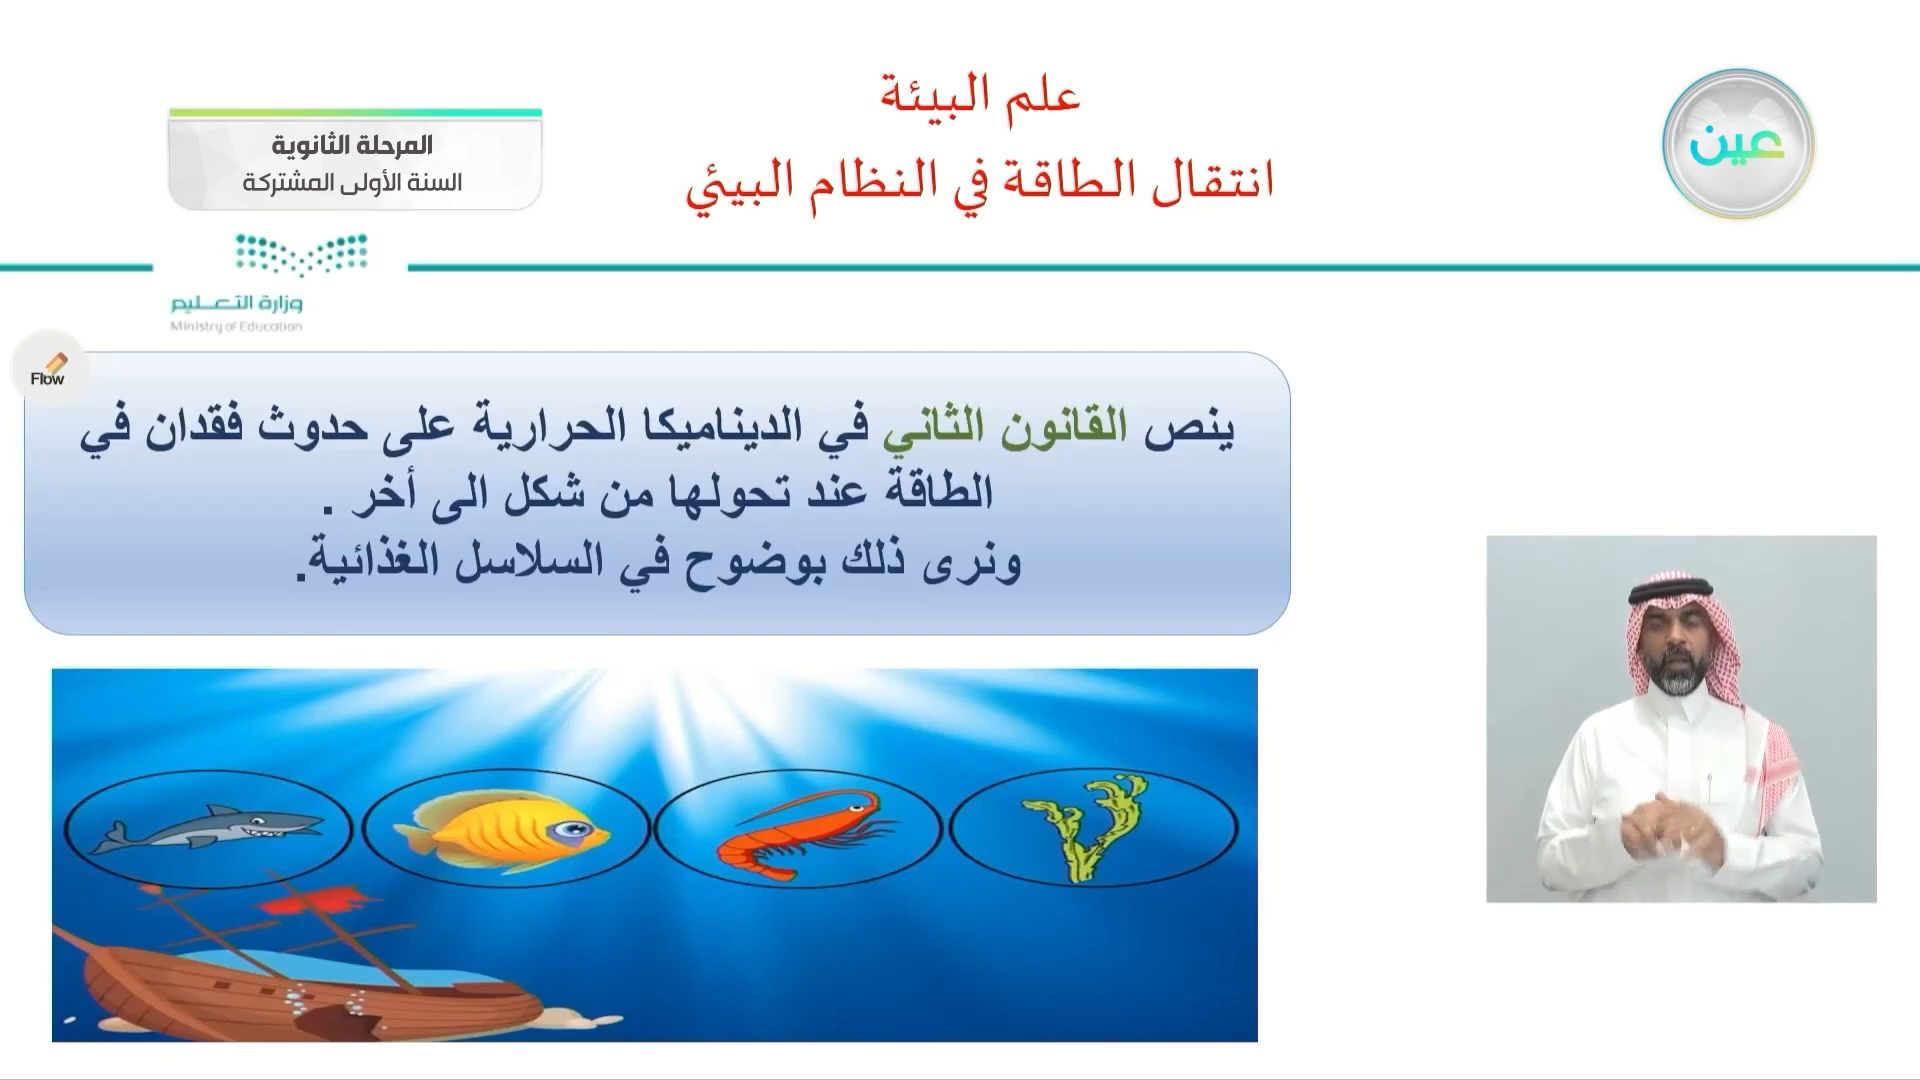 علم البيئة
انتقال الطاقة في النظام البيئي
عين
المرحلة الثانوية
السنة الأولى المشتركة
وزارة التعليم
Ministry of Education
Flow
ينص القانون الثاني في الديناميكا الحرارية على حدوث فقدان في
الطاقة عند تحولها من شكل الى أخر .
ونرى ذلك بوضوح في السلاسل الغذائية.